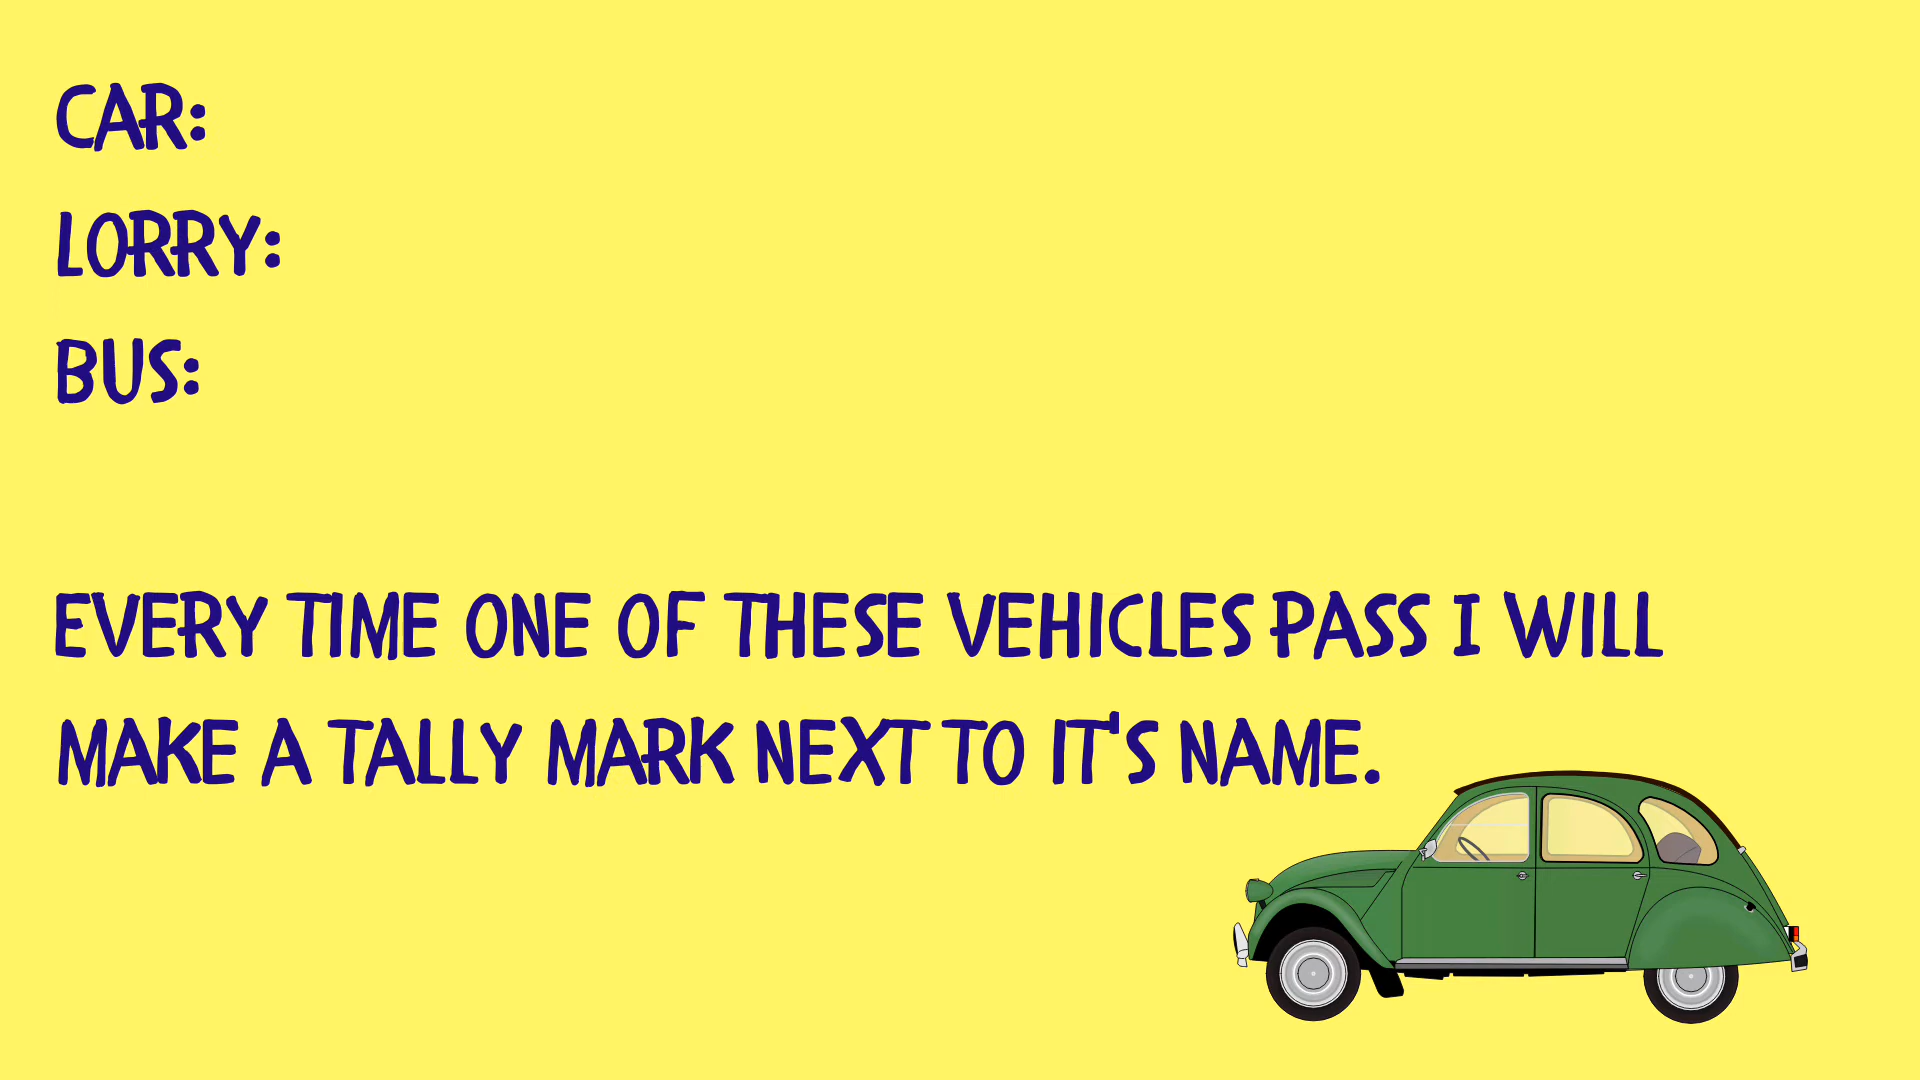 CAR:
LORRY:
BUS:
EVERY TIME ONE OF THESE VEHICLES PASS I WILL
MAKE A TALLY MARK NEXT TO IT'S NAME.